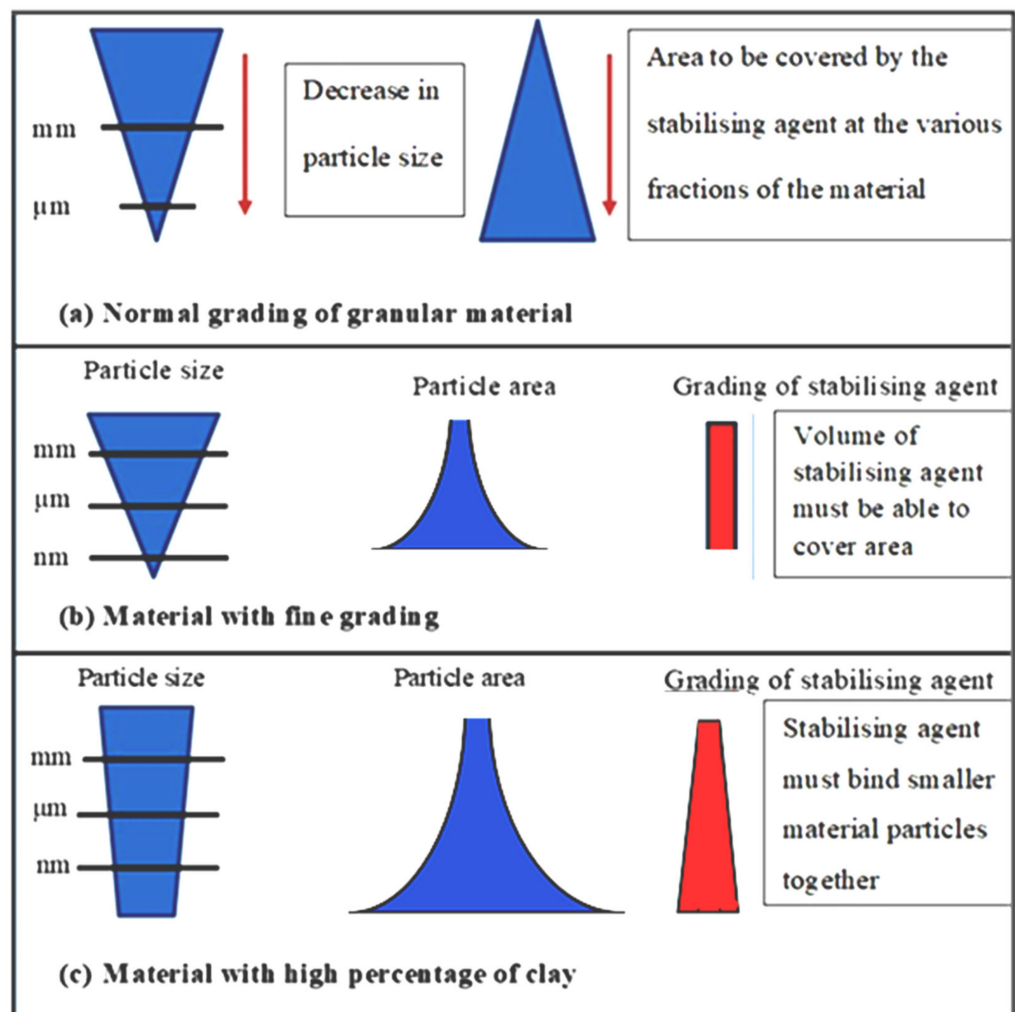 mm
μm
Decrease in
particle size
Area to be covered by the
stabilising agent at the various
fractions of the material
(a) Normal grading of granular material
Particle size
Particle area
Grading of stabilising agent
mm
μm
nm
Volume of
stabilising agent
must be able to
cover area
(b) Material with fine grading
Particle size
Particle area
Grading of stabilising agent
mm
μm
nm
Stabilising agent
must bind smaller
material particles
together
(c) Material with high percentage of clay